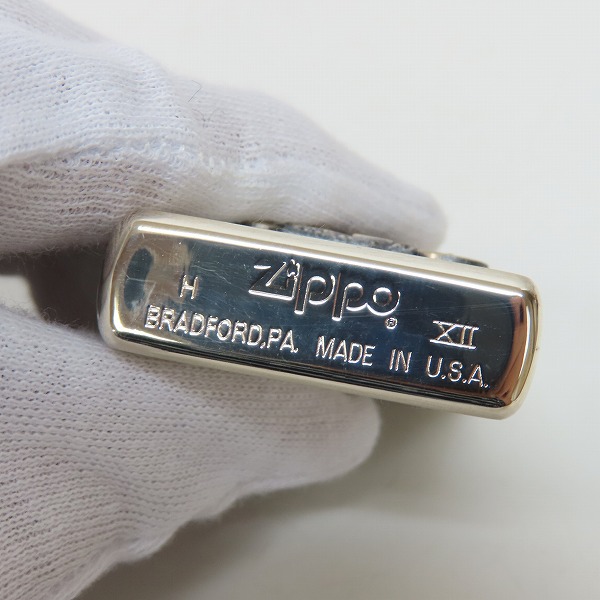 H Zippo ® XII
BRADFORD,PA. MADE IN U.S.A.